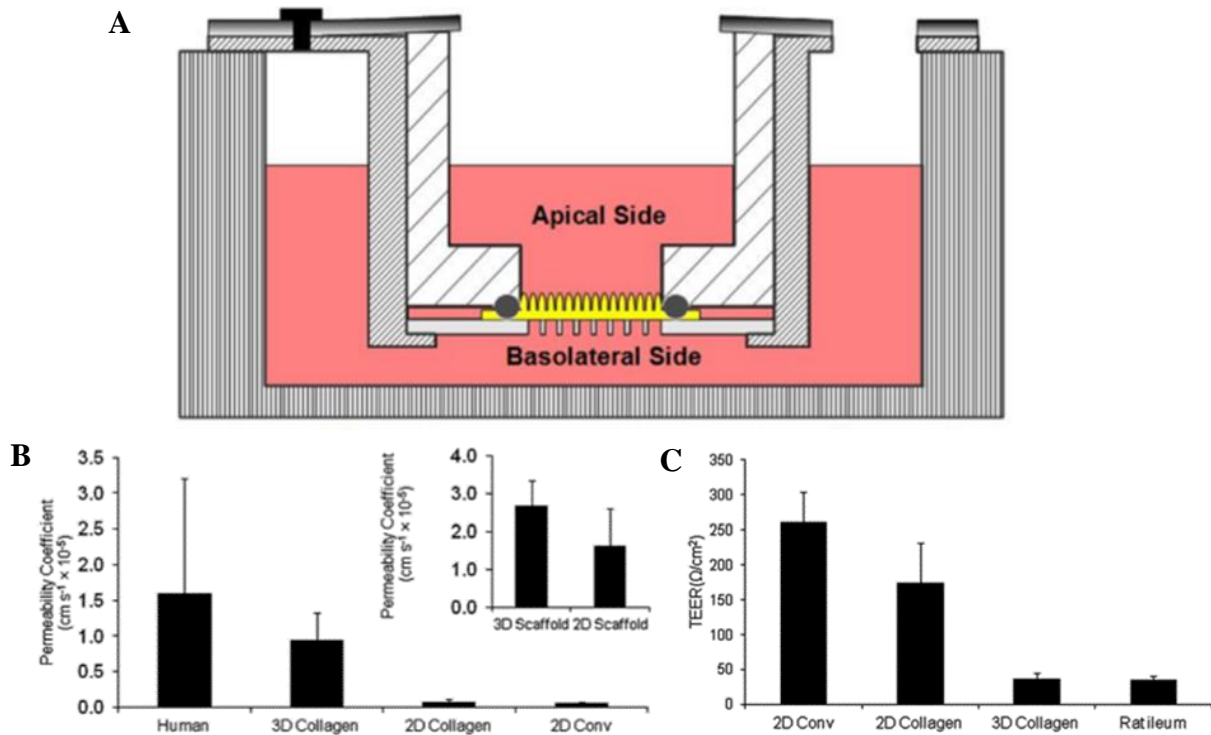 A
Apical Side
Basolateral Side
B
Permeability Coefficient
(cm s⁻¹ × 10⁻⁵)
3.5
3.0
2.5
2.0
1.5
1.0
0.5
0.0
Human
3D Collagen
2D Collagen
2D Conv
Permeability Coefficient
(cm s⁻¹ × 10⁻⁵)
4.0
3.0
2.0
1.0
0.0
3D Scaffold
2D Scaffold
C
TEER(Ω/cm²)
350
300
250
200
150
100
50
0
2D Conv
2D Collagen
3D Collagen
Rat ileum